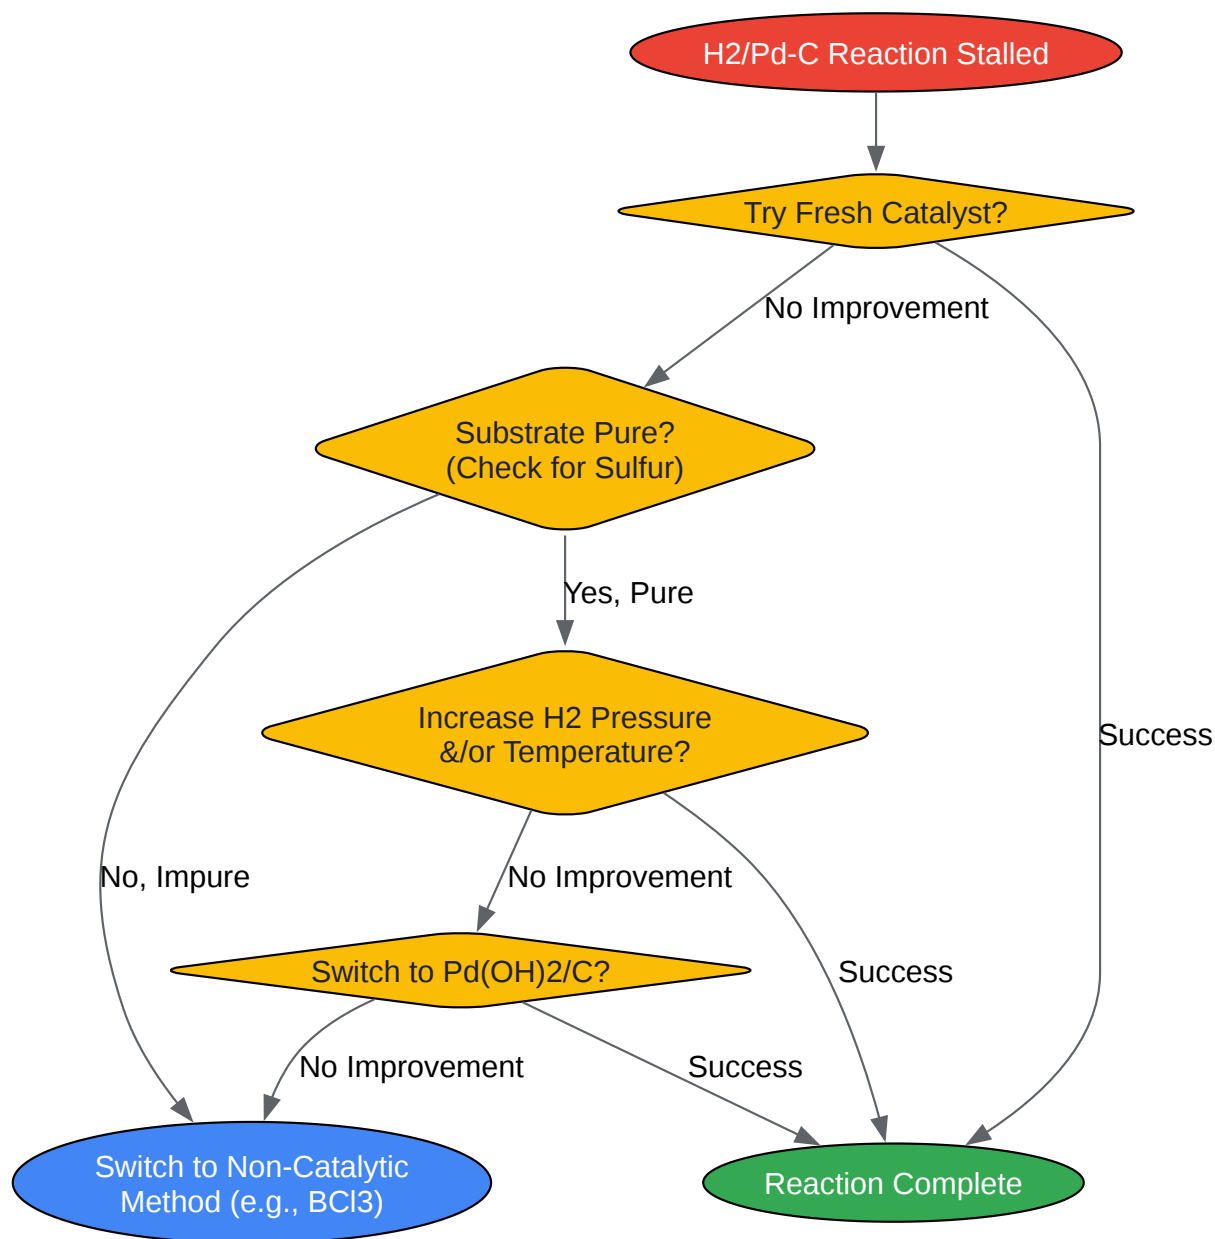 H2/Pd-C Reaction Stalled
Try Fresh Catalyst?
No Improvement
Substrate Pure?
(Check for Sulfur)
Yes, Pure
Increase H2 Pressure
&/or Temperature?
Success
No, Impure
No Improvement
Switch to Pd(OH)2/C?
Success
No Improvement
Success
Switch to Non-Catalytic
Method (e.g., BCl3)
Reaction Complete